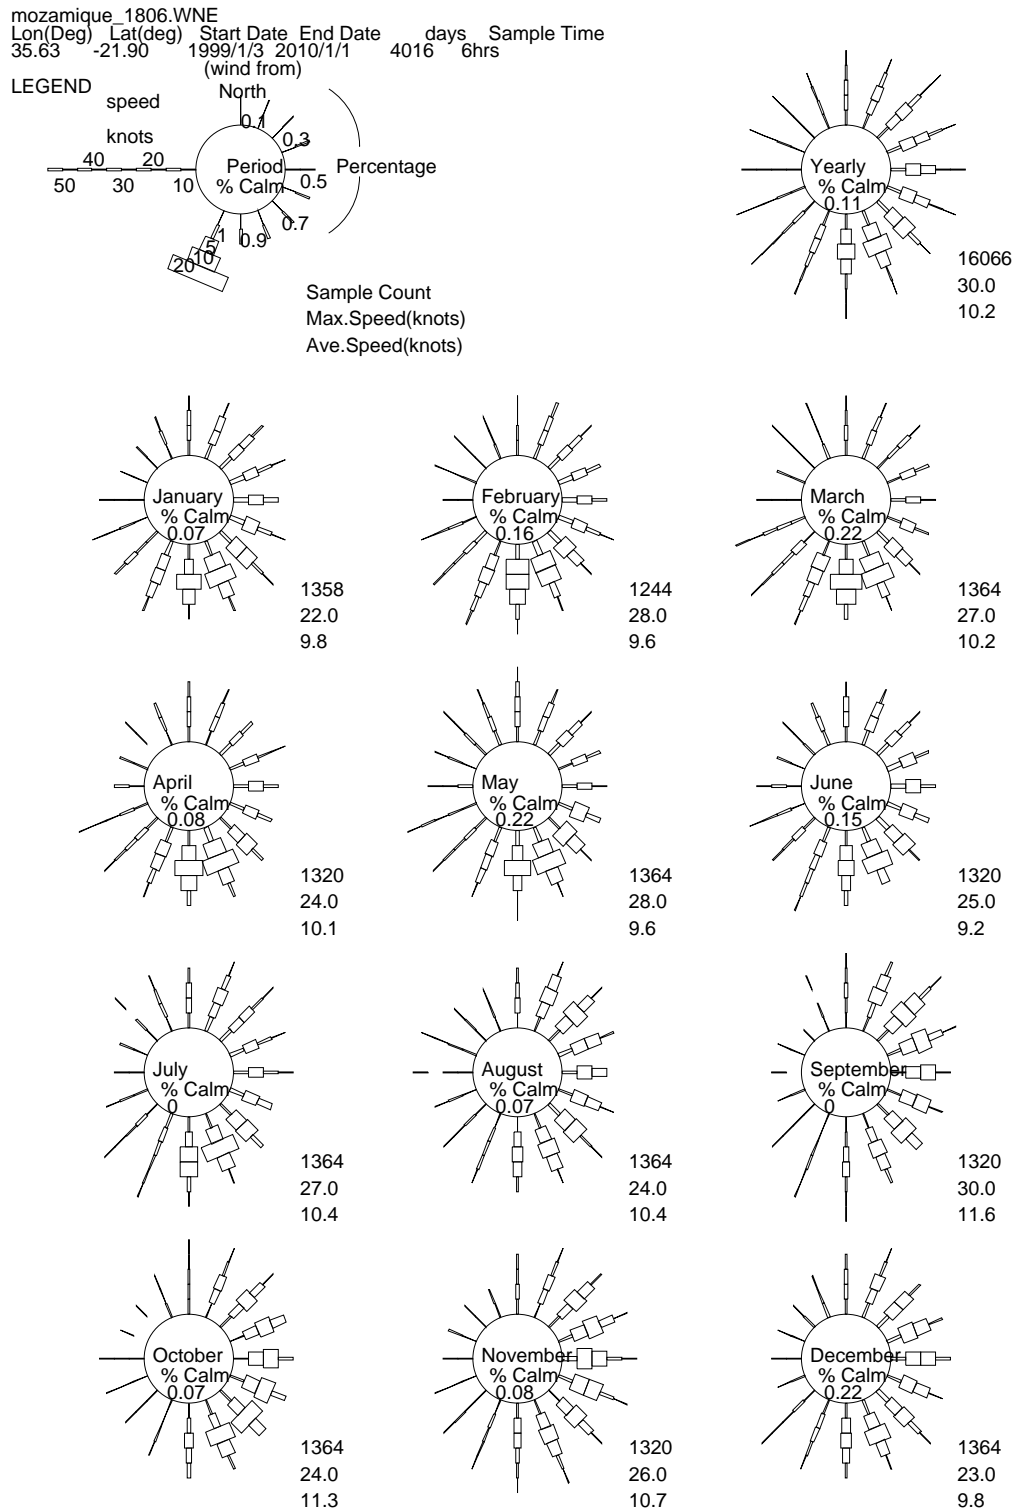 mozamique_1806.WNE
Lon(Deg) Lat(deg) Start Date End Date days Sample Time
35.63 -21.90 1999/1/3 2010/1/1 4016 6hrs
(wind from)
LEGEND
speed
knots
North
0.1
0.3
0.5
0.7
0.9
1
5
10
20
40 20
50 30 10
Period
% Calm
Percentage
Sample Count
Max.Speed(knots)
Ave.Speed(knots)
Yearly
% Calm
0.11
16066
30.0
10.2
January
% Calm
0.07
1358
22.0
9.8
February
% Calm
0.16
1244
28.0
9.6
March
% Calm
0.22
1364
27.0
10.2
April
% Calm
0.08
1320
24.0
10.1
May
% Calm
0.22
1364
28.0
9.6
June
% Calm
0.15
1320
25.0
9.2
July
% Calm
0
1364
27.0
10.4
August
% Calm
0.07
1364
24.0
10.4
September
% Calm
0
1320
30.0
11.6
October
% Calm
0.07
1364
24.0
11.3
November
% Calm
0.08
1320
26.0
10.7
December
% Calm
0.22
1364
23.0
9.8